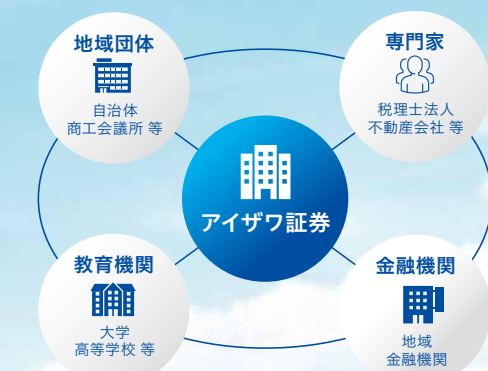 地域団体
自治体
商工会議所 等
専門家
税理士法人
不動産会社 等
アイザワ証券
教育機関
大学
高等学校 等
金融機関
地域
金融機関